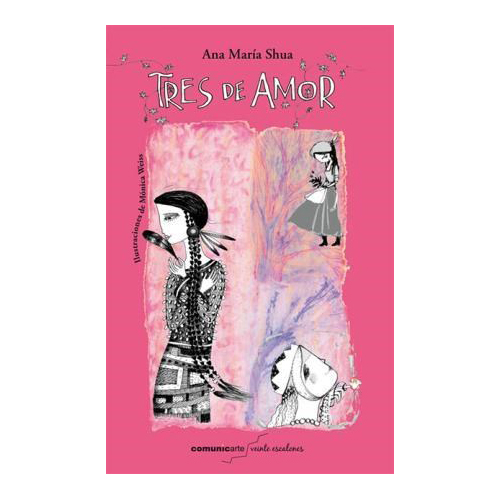 Ana María Shua
TRES DE AMOR
Ilustraciones de Mónica Weiss
comunicarte veinte escalones